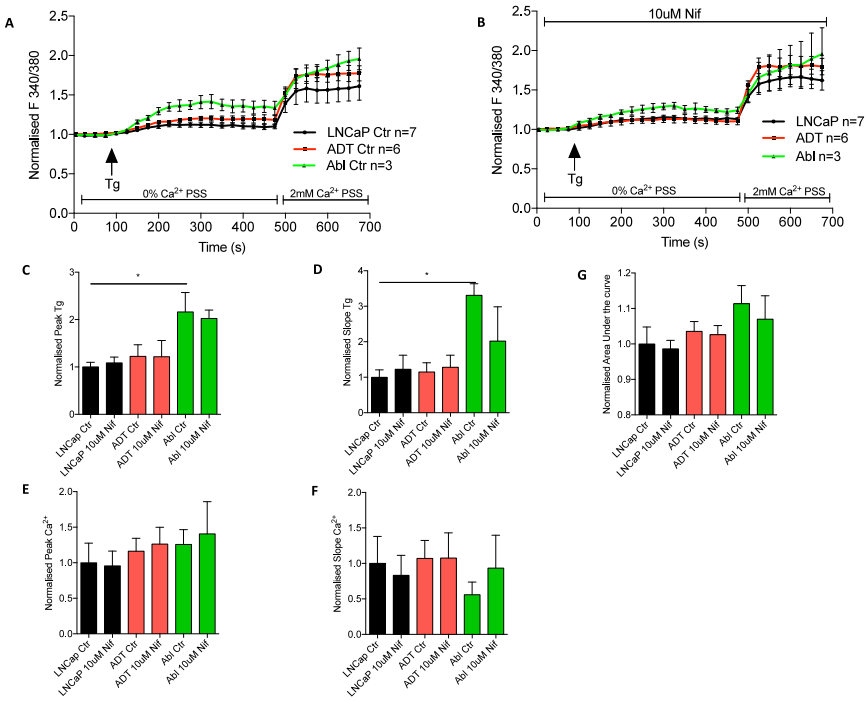 A
Normalised F 340/380
2.5
2.0
1.5
1.0
0.5
0.0
Tg
0% Ca²⁺ PSS
2mM Ca²⁺ PSS
0 100 200 300 400 500 600 700
Time (s)
LNCaP Ctr n=7
ADT Ctr n=6
Abl Ctr n=3
B
10uM Nif
Normalised F 340/380
2.5
2.0
1.5
1.0
0.5
0.0
Tg
0% Ca²⁺ PSS
2mM Ca²⁺ PSS
0 100 200 300 400 500 600 700
Time (s)
LNCaP n=7
ADT n=6
Abl n=3
C
Normalised Peak Tg
3
2
1
0
*
LNCap Ctr
LNCaP 10uM Nif
ADT Ctr
ADT 10uM Nif
Abl Ctr
Abl 10uM Nif
D
Normalised Slope Tg
4
3
2
1
0
*
LNCap Ctr
LNCaP 10uM Nif
ADT Ctr
ADT 10uM Nif
Abl Ctr
Abl 10uM Nif
G
Normalised Area Under the curve
1.2
1.1
1.0
0.9
0.8
LNCap Ctr
LNCaP 10uM Nif
ADT Ctr
ADT 10uM Nif
Abl Ctr
Abl 10uM Nif
E
Normalised Peak Ca²⁺
2.0
1.5
1.0
0.5
0.0
LNCap Ctr
LNCaP 10uM Nif
ADT Ctr
ADT 10uM Nif
Abl Ctr
Abl 10uM Nif
F
Normalised Slope Ca²⁺
2.0
1.5
1.0
0.5
0.0
LNCap Ctr
LNCaP 10uM Nif
ADT Ctr
ADT 10uM Nif
Abl Ctr
Abl 10uM Nif